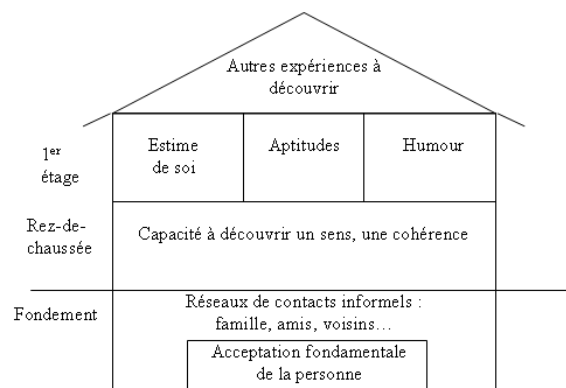 Autres expériences à
découvrir
1er
étage
Estime
de soi
Aptitudes
Humour
Rez-de-
chaussée
Capacité à découvrir un sens, une cohérence
Fondement
Réseaux de contacts informels :
famille, amis, voisins…
Acceptation fondamentale
de la personne